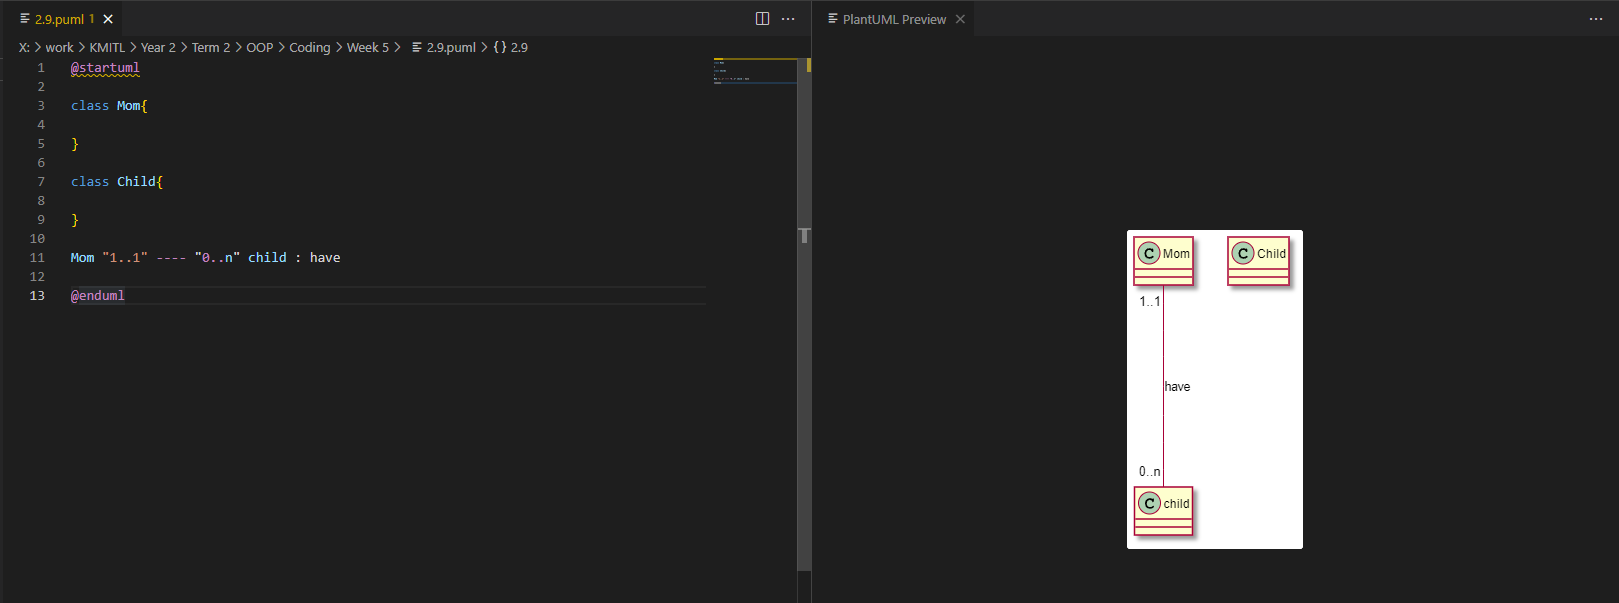 2.9.puml 1
X: > work > KMITL > Year 2 > Term 2 > OOP > Coding > Week 5 > 2.9.puml > {} 2.9
1 @startuml
2
3 class Mom{
4
5 }
6
7 class Child{
8
9 }
10
11 Mom "1..1" ---- "0..n" child : have
12
13 @enduml
PlantUML Preview
C Mom
C Child
1..1
have
0..n
C child